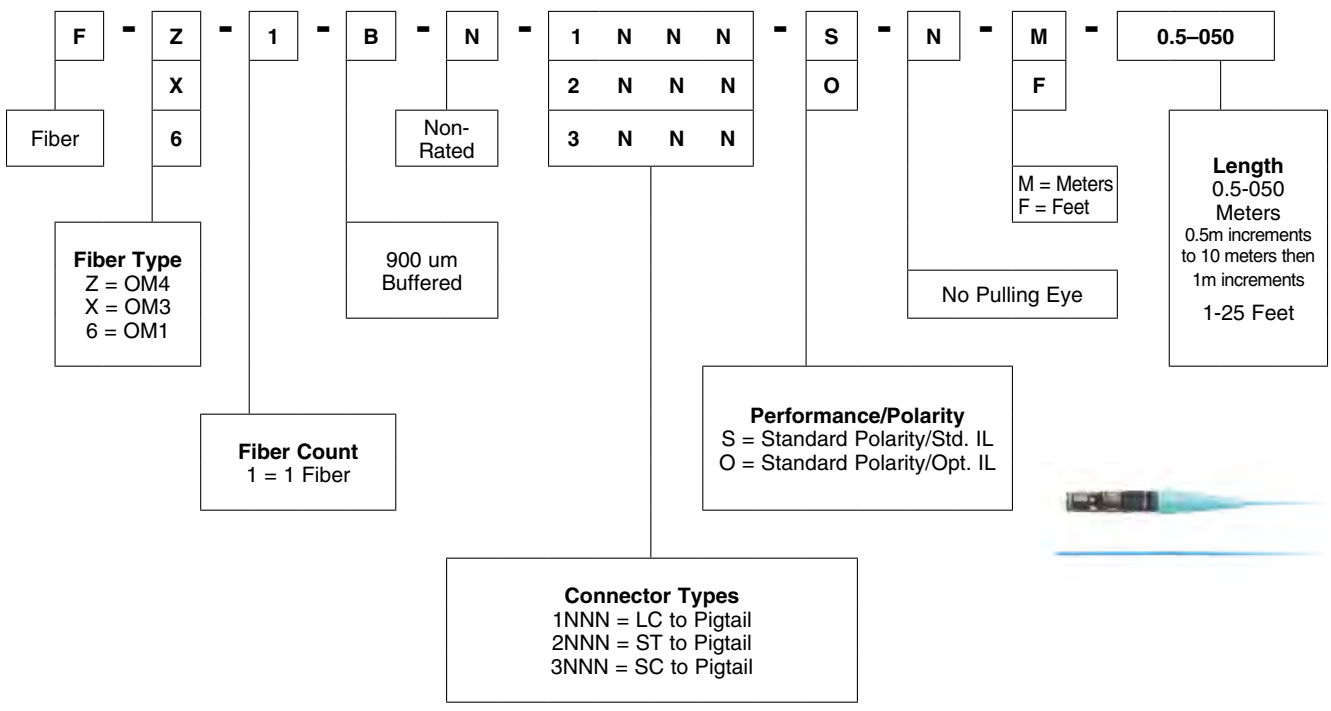 F - Z - 1 - B - N - 1 N N N - S - N - M - 0.5–050
X 2 N N N O F
6 3 N N N
Fiber
Non-
Rated
M = Meters
F = Feet
Length
0.5-050
Meters
0.5m increments
to 10 meters then
1m increments
1-25 Feet
Fiber Type
Z = OM4
X = OM3
6 = OM1
900 um
Buffered
No Pulling Eye
Fiber Count
1 = 1 Fiber
Performance/Polarity
S = Standard Polarity/Std. IL
O = Standard Polarity/Opt. IL
Connector Types
1NNN = LC to Pigtail
2NNN = ST to Pigtail
3NNN = SC to Pigtail